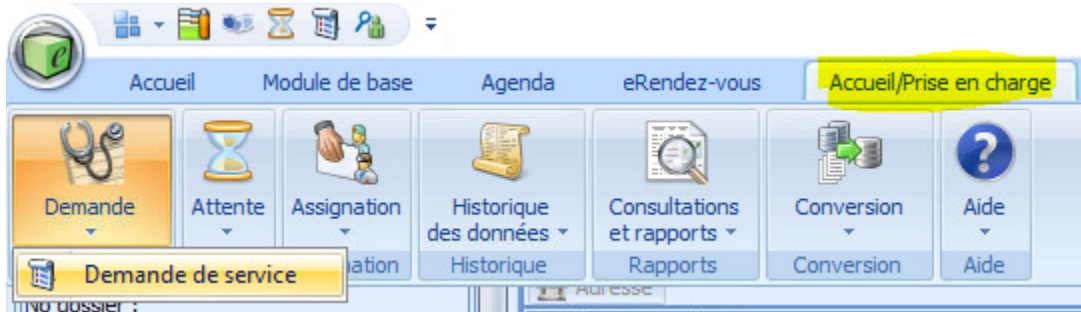 e
Accueil Module de base Agenda eRendez-vous Accueil/Prise en charge
Demande Attente Assignation Historique des données Consultations et rapports Conversion Aide
Historique Rapports Conversion Aide
Demande de service
Adresse
No dossier :